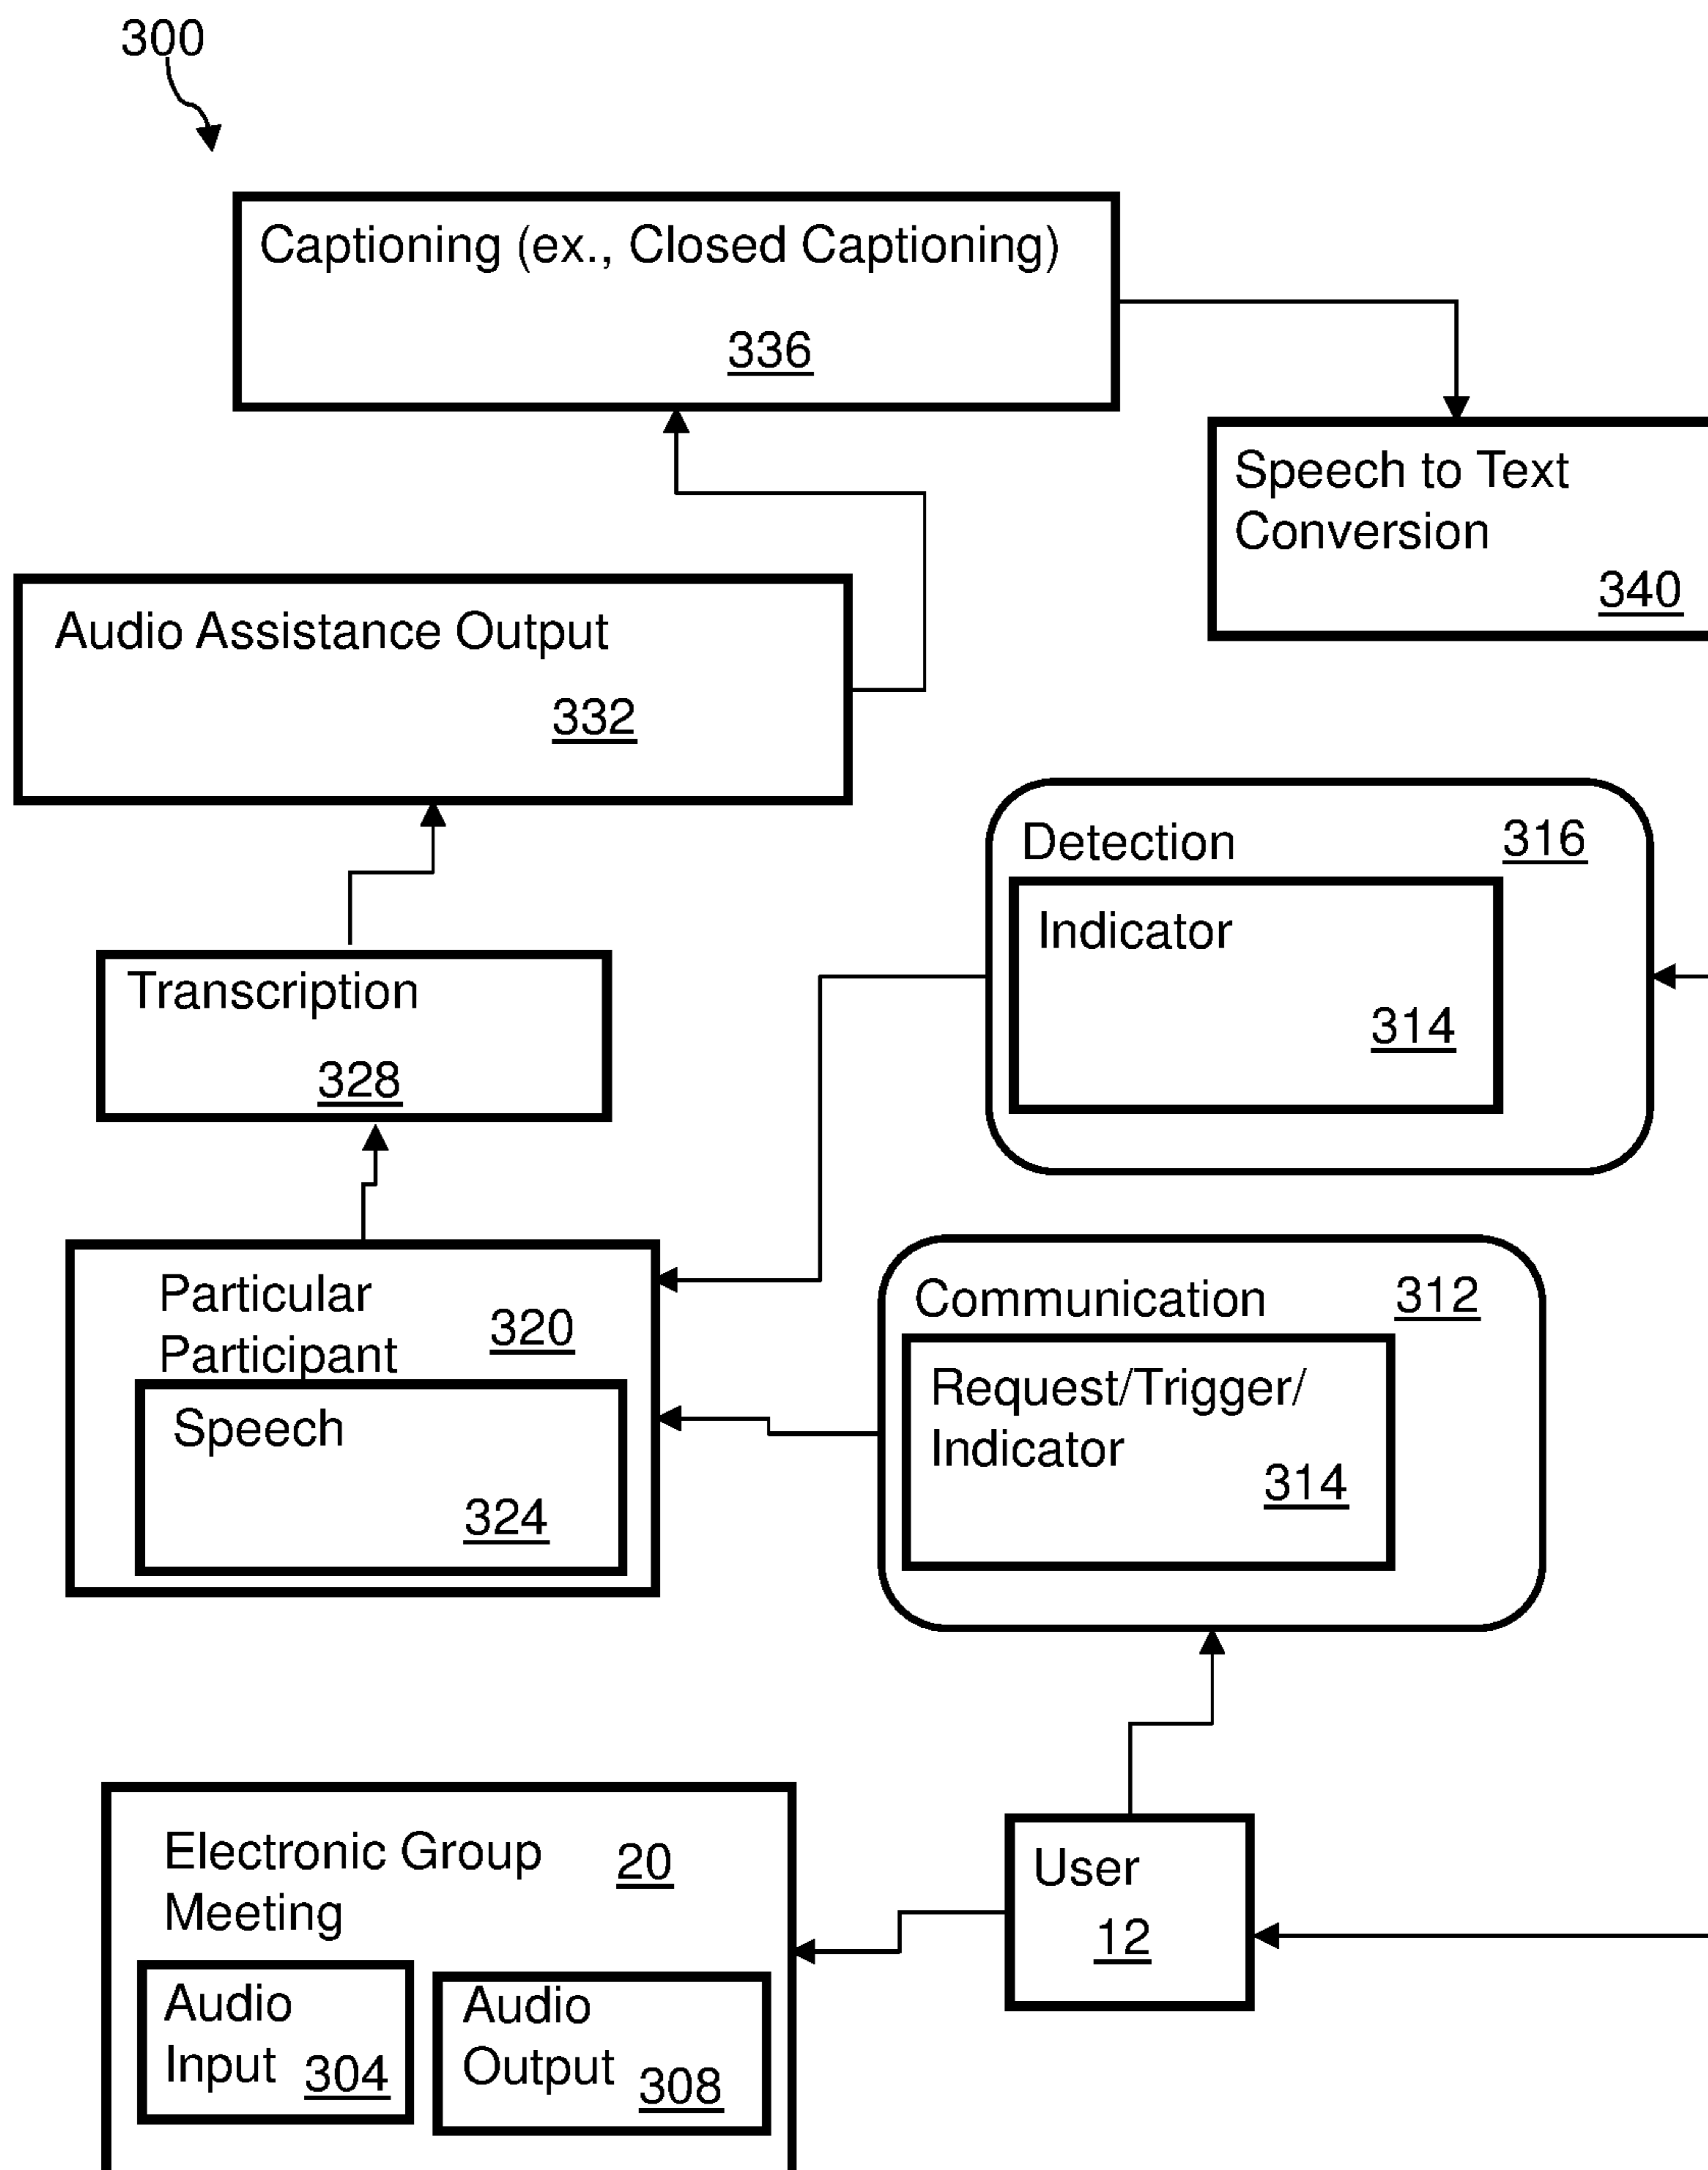 300
Captioning (ex., Closed Captioning)
336
Speech to Text
Conversion
340
Audio Assistance Output
332
Detection
316
Indicator
314
Transcription
328
Particular
Participant
320
Speech
324
Communication
312
Request/Trigger/
Indicator
314
Electronic Group
Meeting
20
Audio
Input 304
Audio
Output 308
User
12